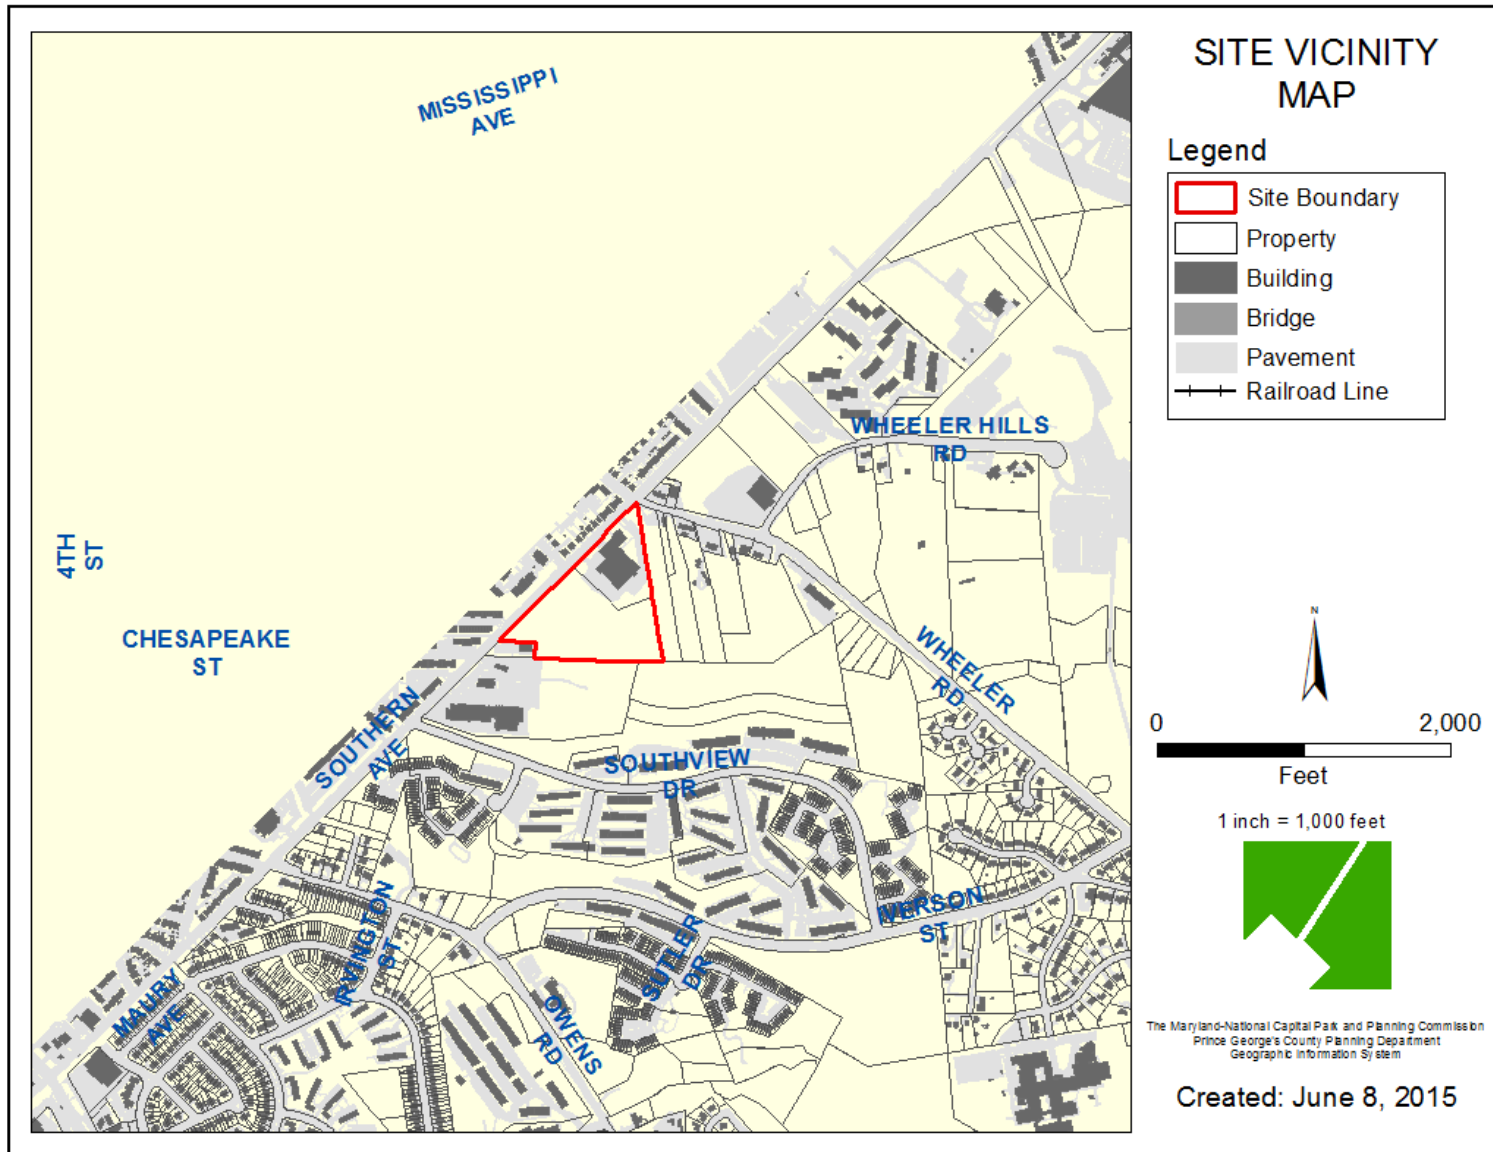 SITE VICINITY
MAP
Legend
Site Boundary
Property
Building
Bridge
Pavement
Railroad Line
MISSISSIPPI
AVE
WHEELER HILLS
RD
4TH
ST
CHESAPEAKE
ST
WHEELER
RD
SOUTHERN
AVE
SOUTHVIEW
DR
IVERSON
ST
IRVINGTON
ST
SUTLER
DR
MAURY
AVE
OWENS
RD
N
0 2,000
Feet
1 inch = 1,000 feet
The Maryland-National Capital Park and Planning Commission
Prince George's County Planning Department
Geographic Information System
Created: June 8, 2015